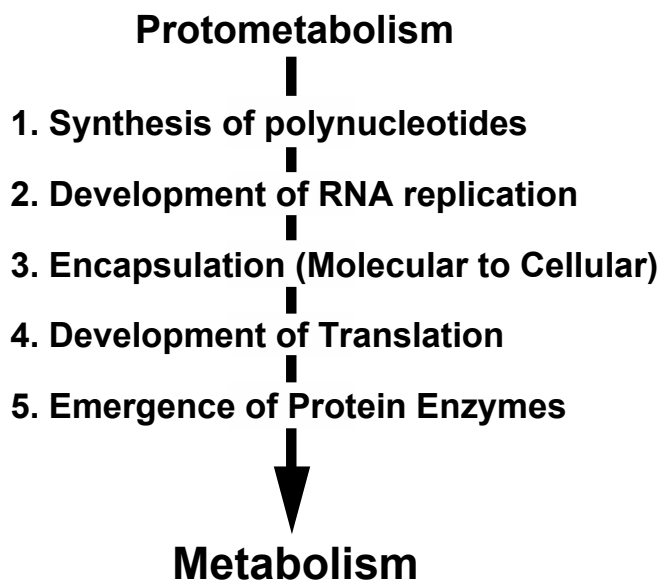 Protometabolism
1. Synthesis of polynucleotides
2. Development of RNA replication
3. Encapsulation (Molecular to Cellular)
4. Development of Translation
5. Emergence of Protein Enzymes
Metabolism